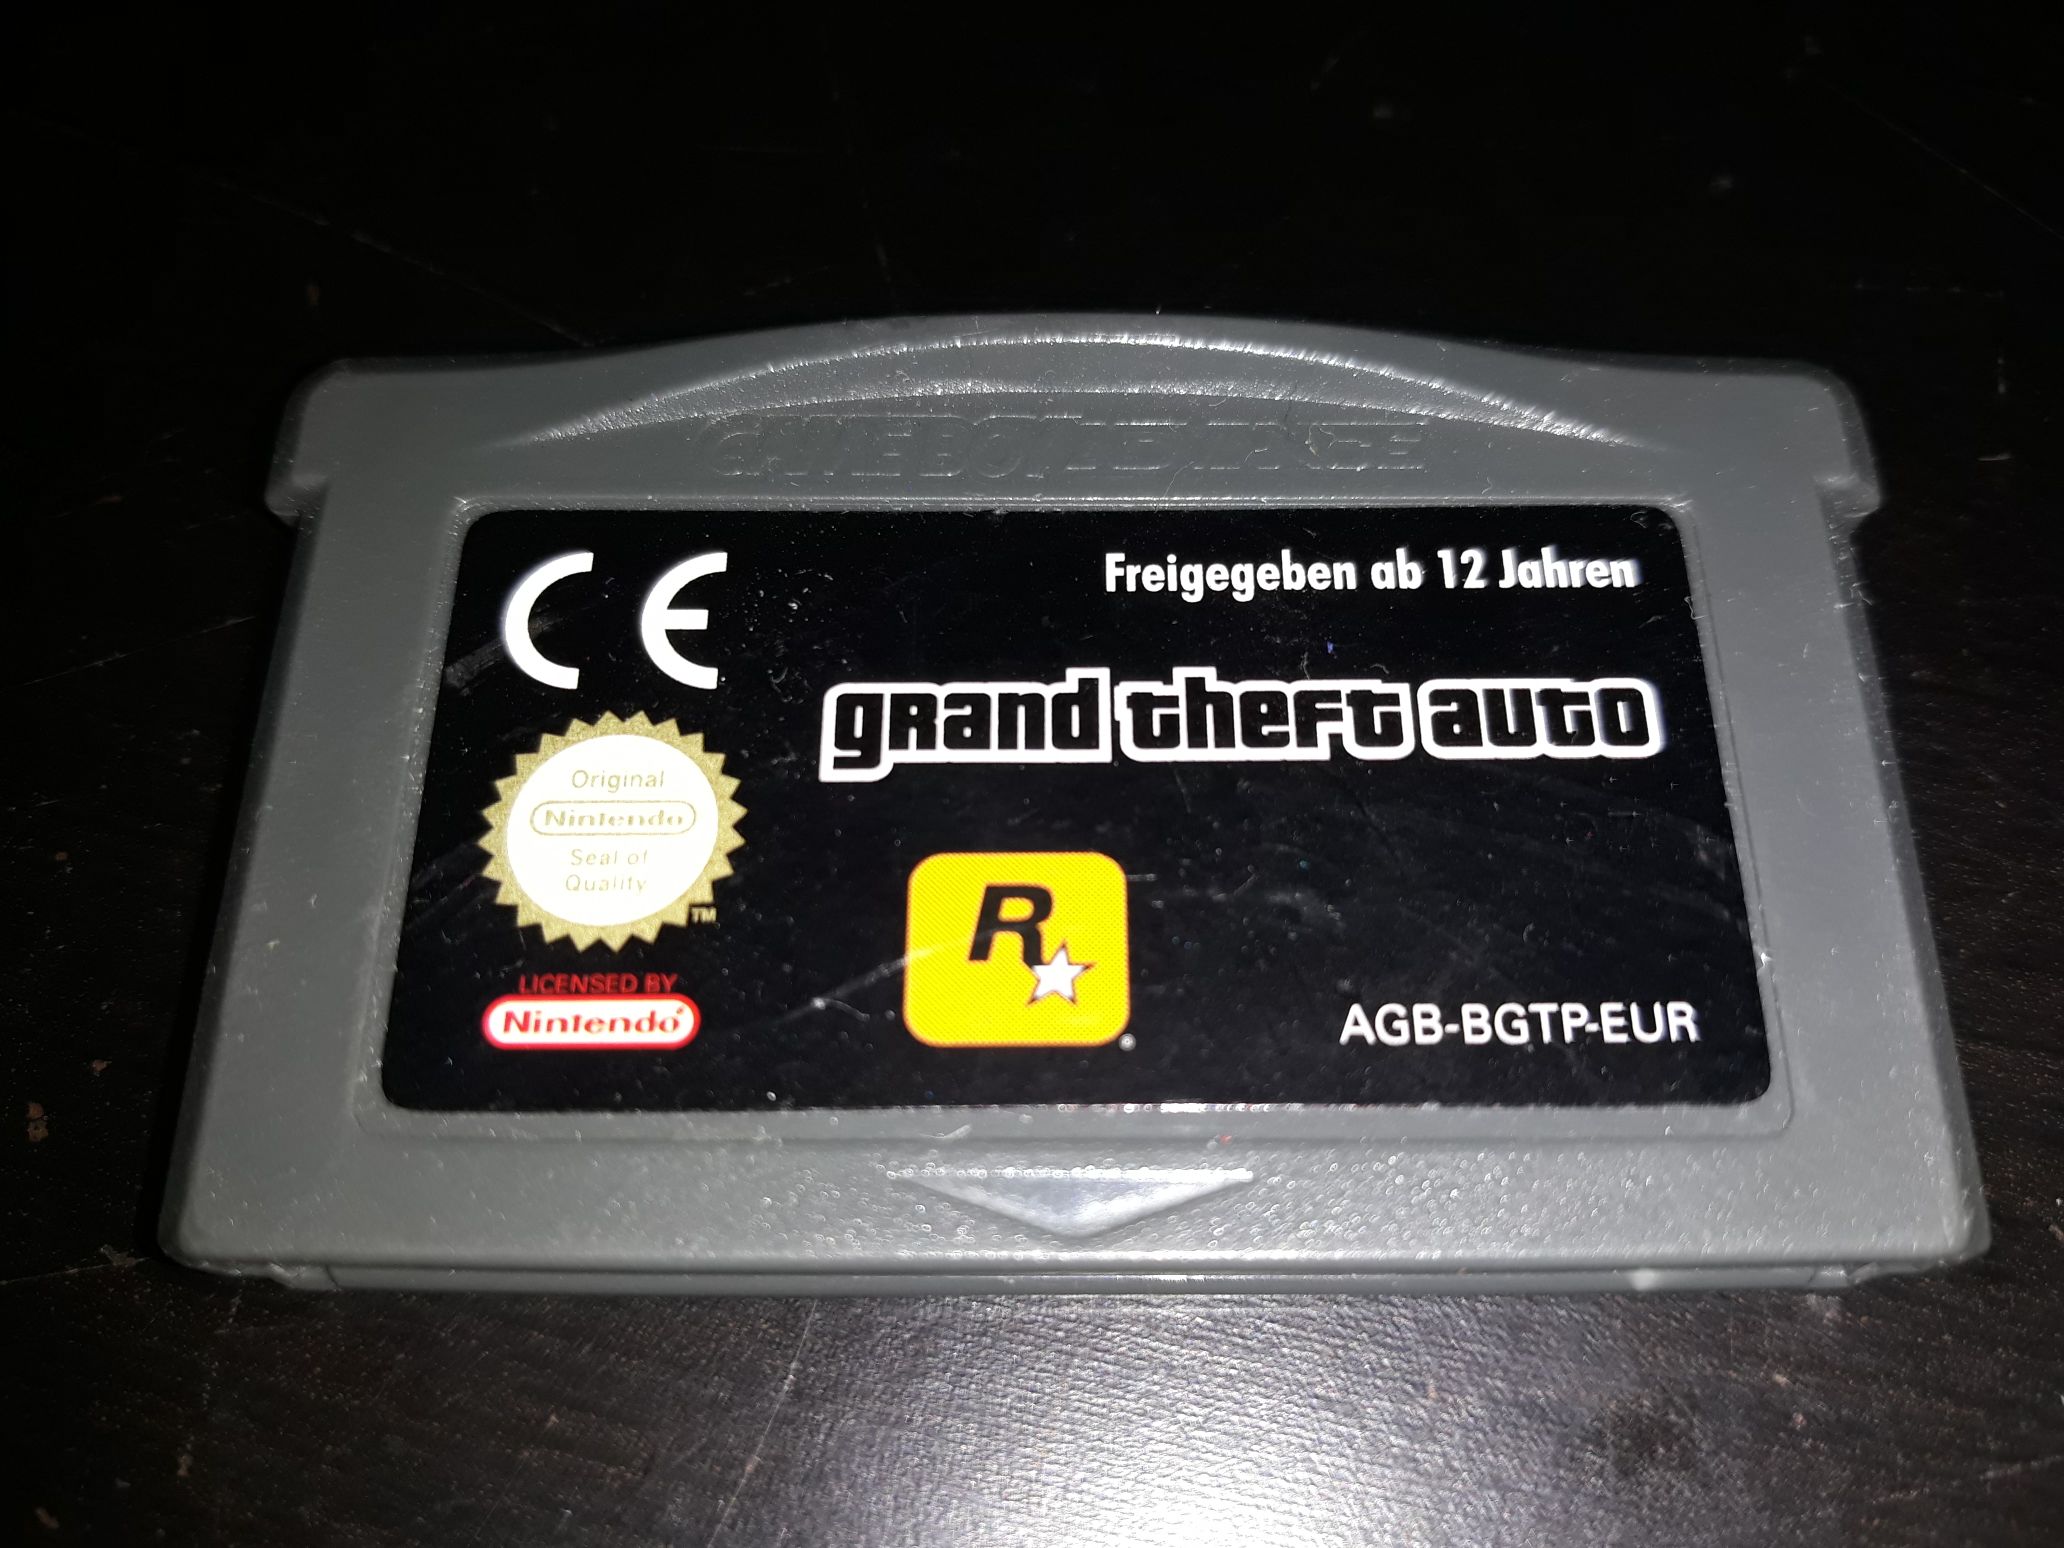 GAME BOY ADVANCE
CE
Freigegeben ab 12 Jahren
grand theft auto
Original
Nintendo
Seal of
Quality
TM
LICENSED BY
Nintendo®
R
®
AGB-BGTP-EUR